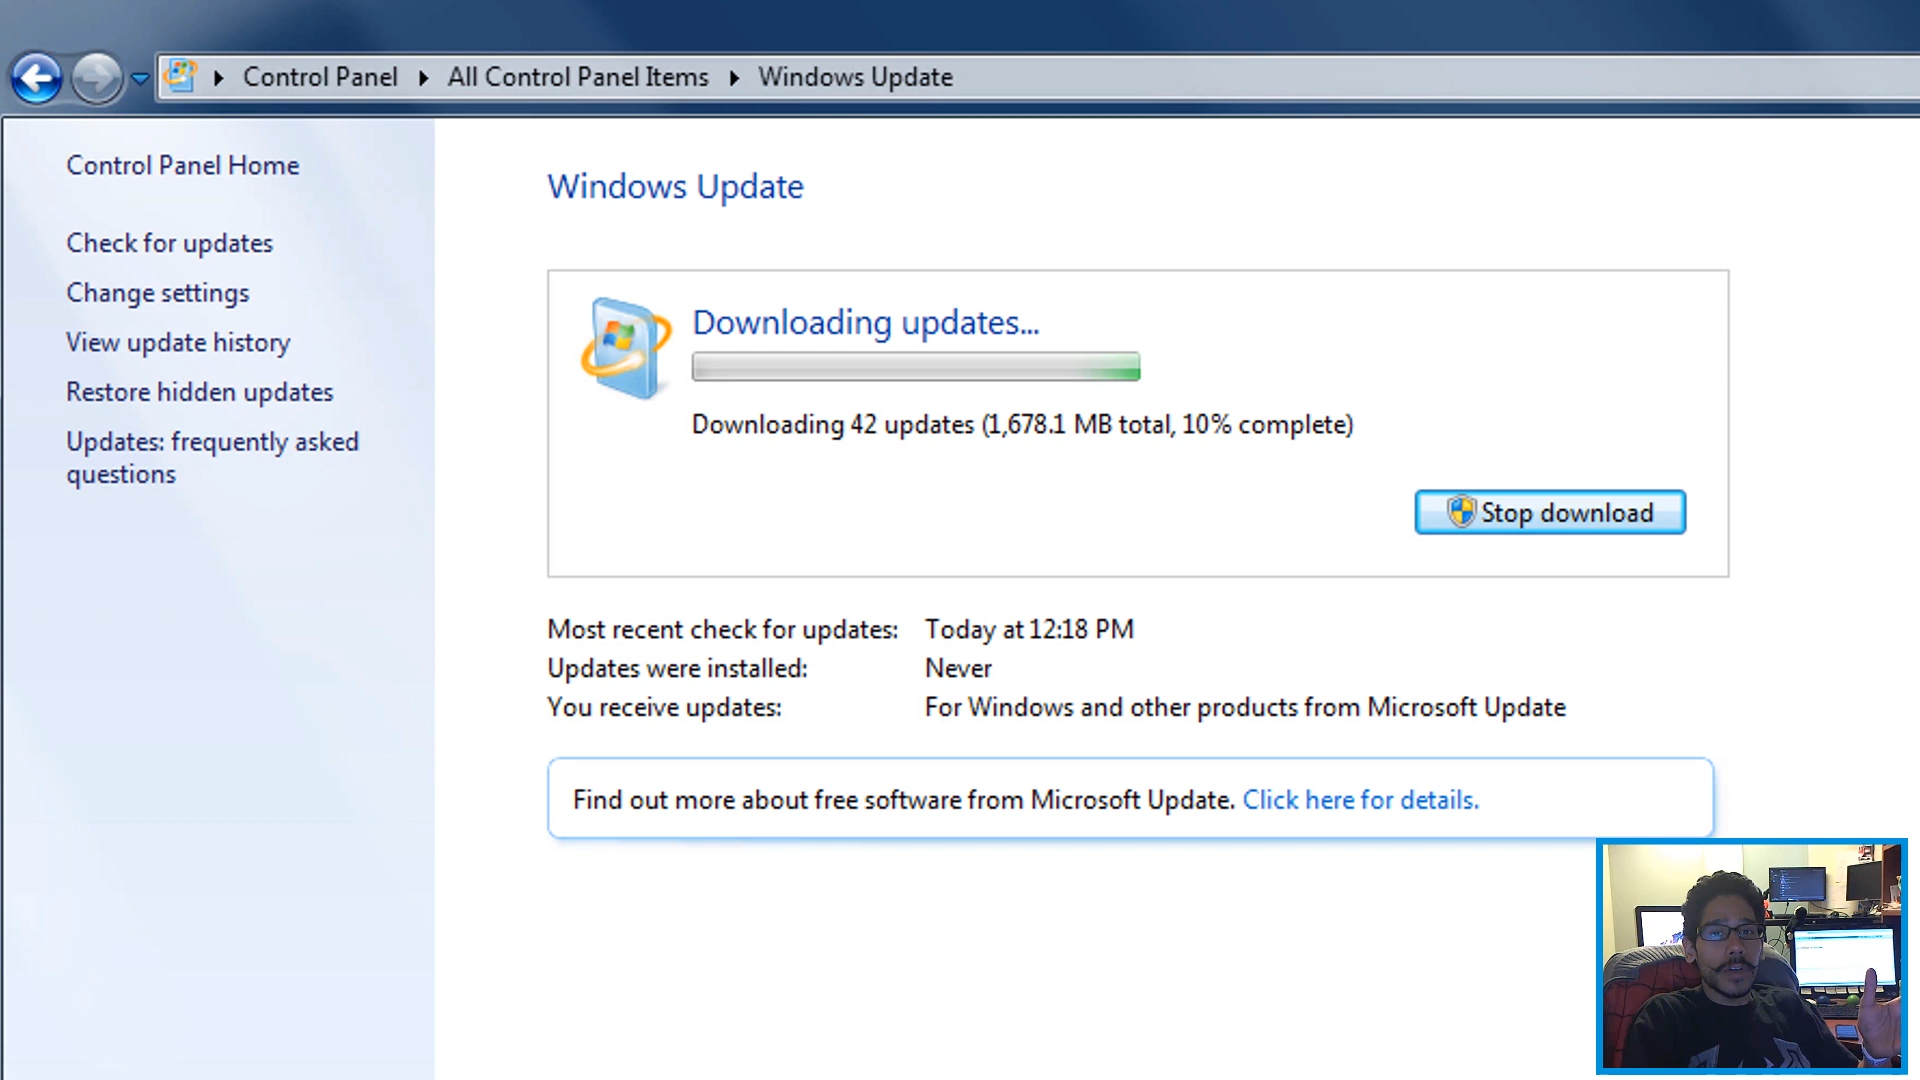 Control Panel ▸ All Control Panel Items ▸ Windows Update
Control Panel Home
Check for updates
Change settings
View update history
Restore hidden updates
Updates: frequently asked
questions
Windows Update
Downloading updates...
Downloading 42 updates (1,678.1 MB total, 10% complete)
Stop download
Most recent check for updates: Today at 12:18 PM
Updates were installed: Never
You receive updates: For Windows and other products from Microsoft Update
Find out more about free software from Microsoft Update. Click here for details.